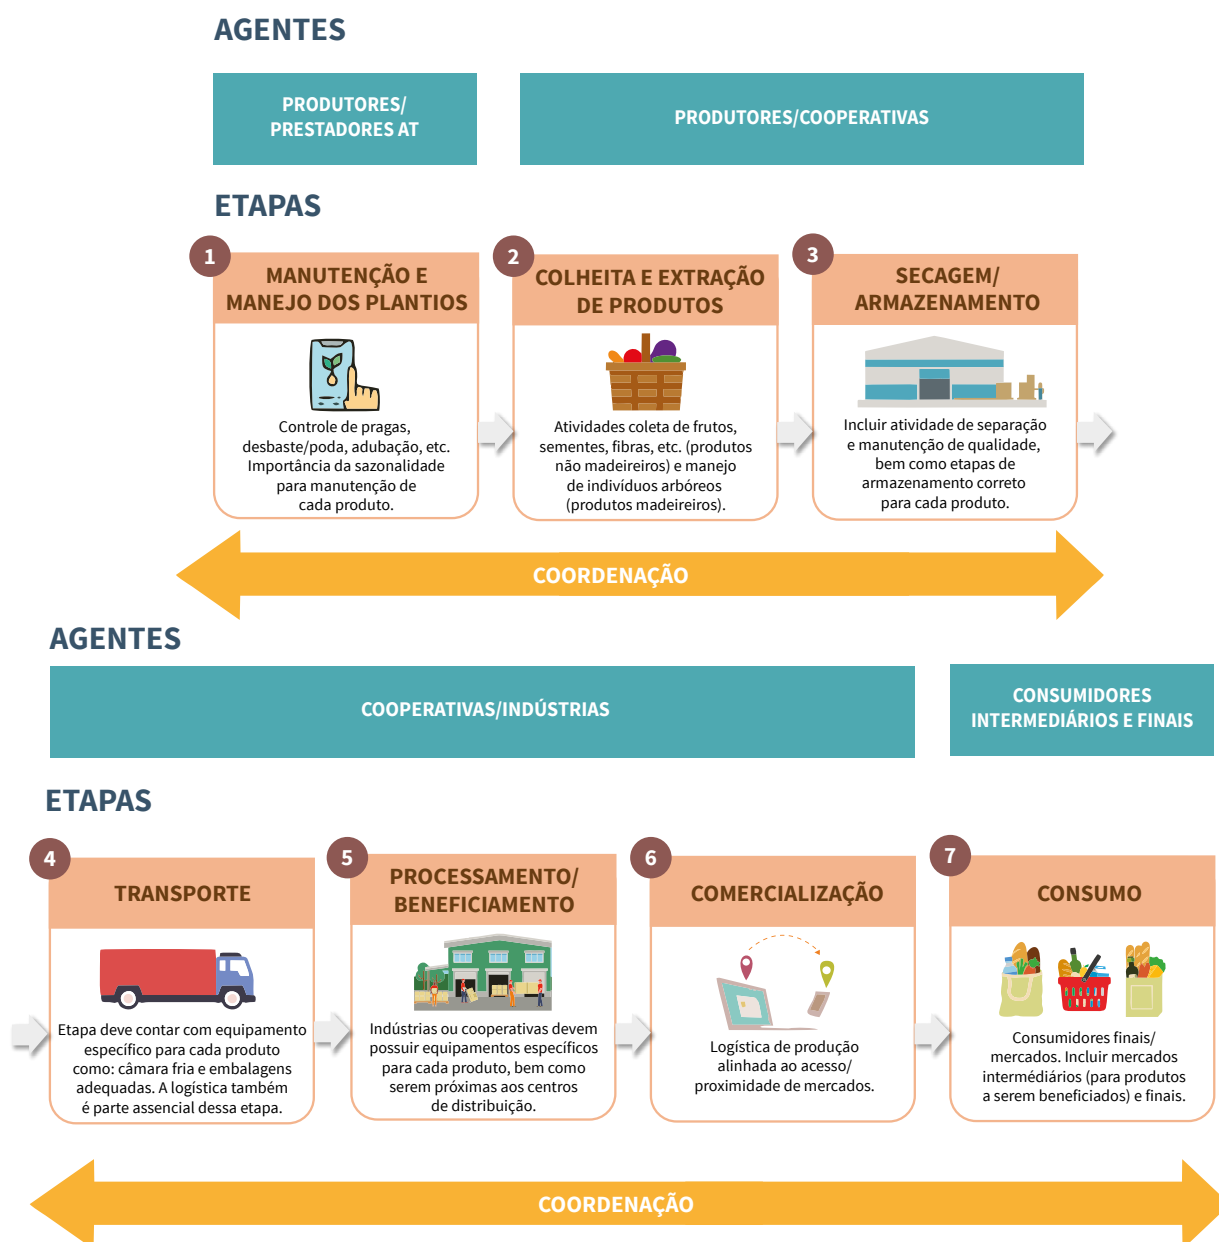 AGENTES
PRODUTORES/
PRESTADORES AT
PRODUTORES/COOPERATIVAS
ETAPAS
1
MANUTENÇÃO E
MANEJO DOS PLANTIOS
Controle de pragas,
desbaste/poda, adubação, etc.
Importância da sazonalidade
para manutenção de
cada produto.
2
COLHEITA E EXTRAÇÃO
DE PRODUTOS
Atividades coleta de frutos,
sementes, fibras, etc. (produtos
não madeireiros) e manejo
de indivíduos arbóreos
(produtos madeireiros).
3
SECAGEM/
ARMAZENAMENTO
Incluir atividade de separação
e manutenção de qualidade,
bem como etapas de
armazenamento correto
para cada produto.
COORDENAÇÃO
AGENTES
COOPERATIVAS/INDÚSTRIAS
CONSUMIDORES
INTERMEDIÁRIOS E FINAIS
ETAPAS
4
TRANSPORTE
Etapa deve contar com equipamento
específico para cada produto
como: câmara fria e embalagens
adequadas. A logística também
é parte assencial dessa etapa.
5
PROCESSAMENTO/
BENEFICIAMENTO
Indústrias ou cooperativas devem
possuir equipamentos específicos
para cada produto, bem como
serem próximas aos centros
de distribuição.
6
COMERCIALIZAÇÃO
Logística de produção
alinhada ao acesso/
proximidade de mercados.
7
CONSUMO
Consumidores finais/
mercados. Incluir mercados
intermédiários (para produtos
a serem beneficiados) e finais.
COORDENAÇÃO